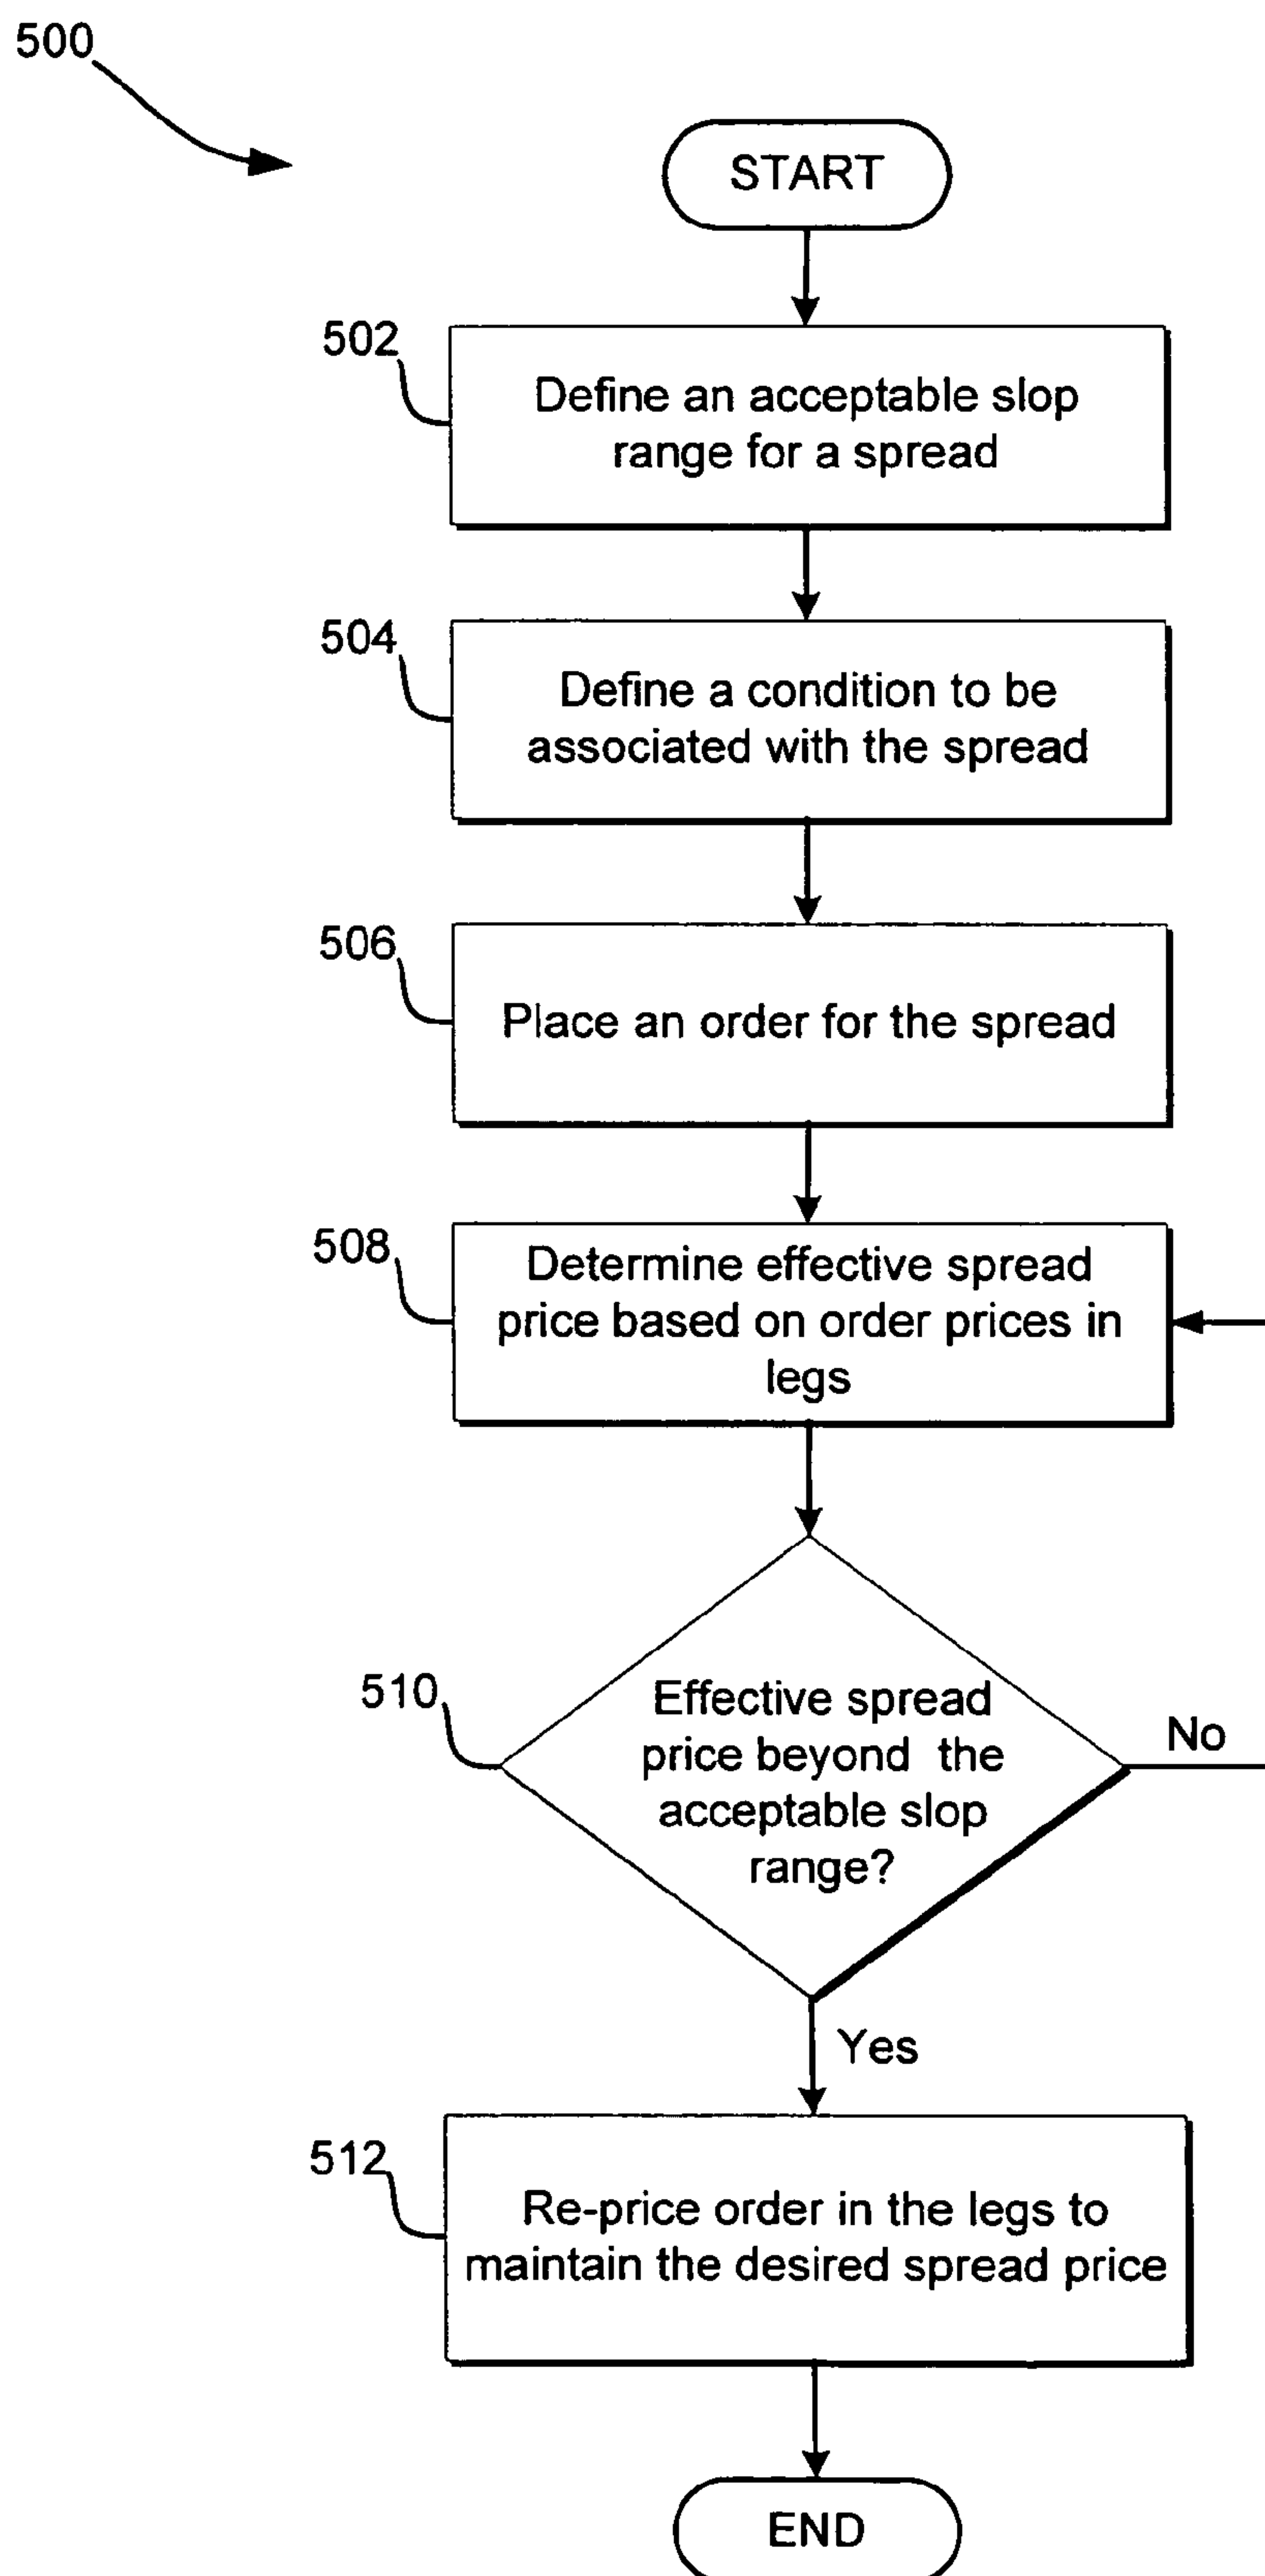 500
START
502
Define an acceptable slop
range for a spread
504
Define a condition to be
associated with the spread
506
Place an order for the spread
508
Determine effective spread
price based on order prices in
legs
510
Effective spread
price beyond the
acceptable slop
range?
No
Yes
512
Re-price order in the legs to
maintain the desired spread price
END